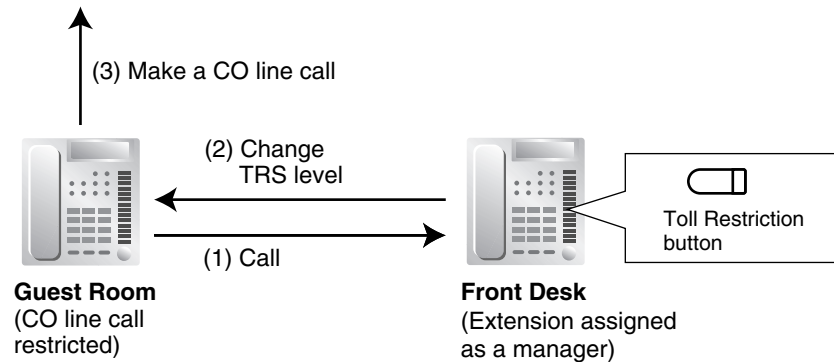 (3) Make a CO line call
(2) Change
TRS level
(1) Call
Toll Restriction
button
Guest Room
(CO line call
restricted)
Front Desk
(Extension assigned
as a manager)